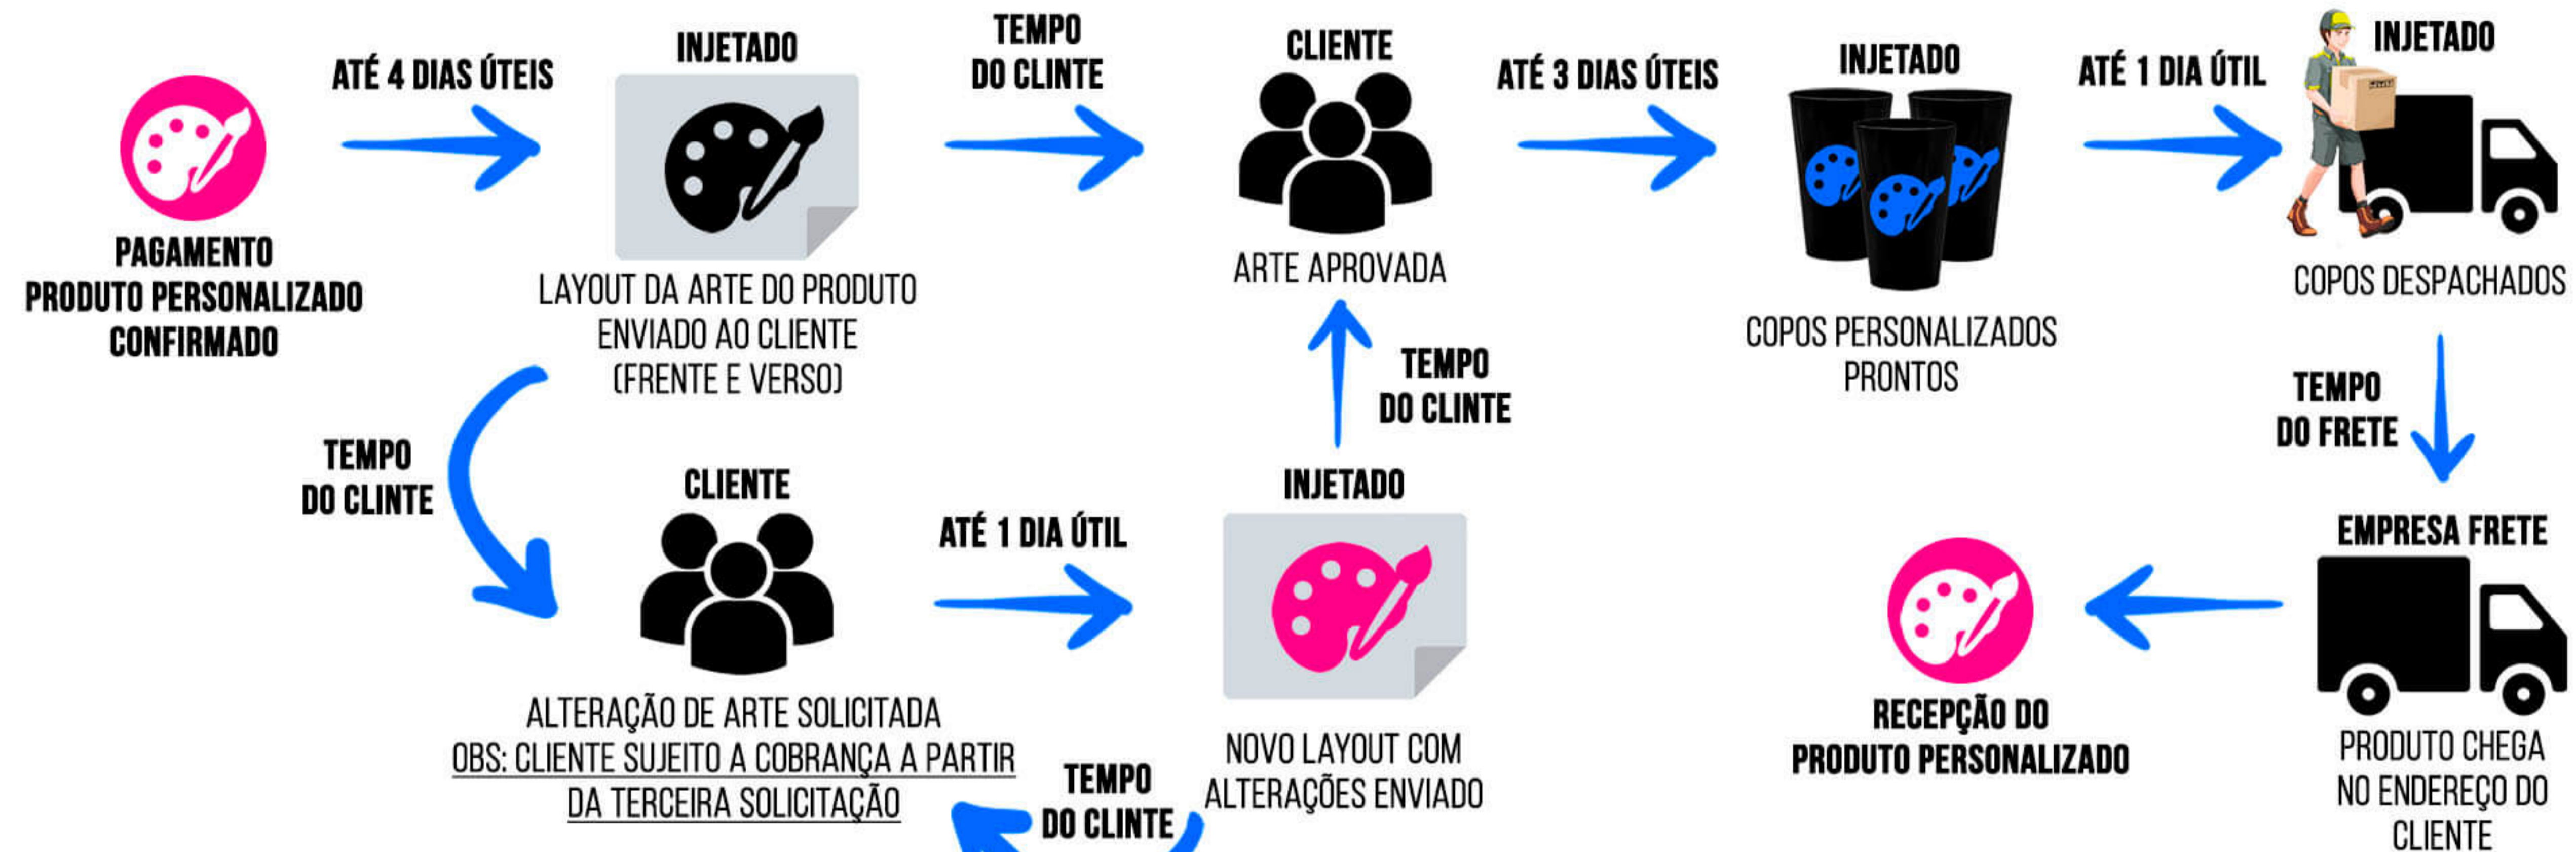 PAGAMENTO
PRODUTO PERSONALIZADO
CONFIRMADO
ATÉ 4 DIAS ÚTEIS
INJETADO
LAYOUT DA ARTE DO PRODUTO
ENVIADO AO CLIENTE
(FRENTE E VERSO)
TEMPO
DO CLINTE
CLIENTE
ARTE APROVADA
ATÉ 3 DIAS ÚTEIS
INJETADO
COPOS PERSONALIZADOS
PRONTOS
ATÉ 1 DIA ÚTIL
INJETADO
COPOS DESPACHADOS
TEMPO
DO CLINTE
CLIENTE
ALTERAÇÃO DE ARTE SOLICITADA
OBS: CLIENTE SUJEITO A COBRANÇA A PARTIR
DA TERCEIRA SOLICITAÇÃO
ATÉ 1 DIA ÚTIL
INJETADO
NOVO LAYOUT COM
ALTERAÇÕES ENVIADO
TEMPO
DO CLINTE
TEMPO
DO CLINTE
TEMPO
DO FRETE
EMPRESA FRETE
PRODUTO CHEGA
NO ENDEREÇO DO
CLIENTE
RECEPÇÃO DO
PRODUTO PERSONALIZADO